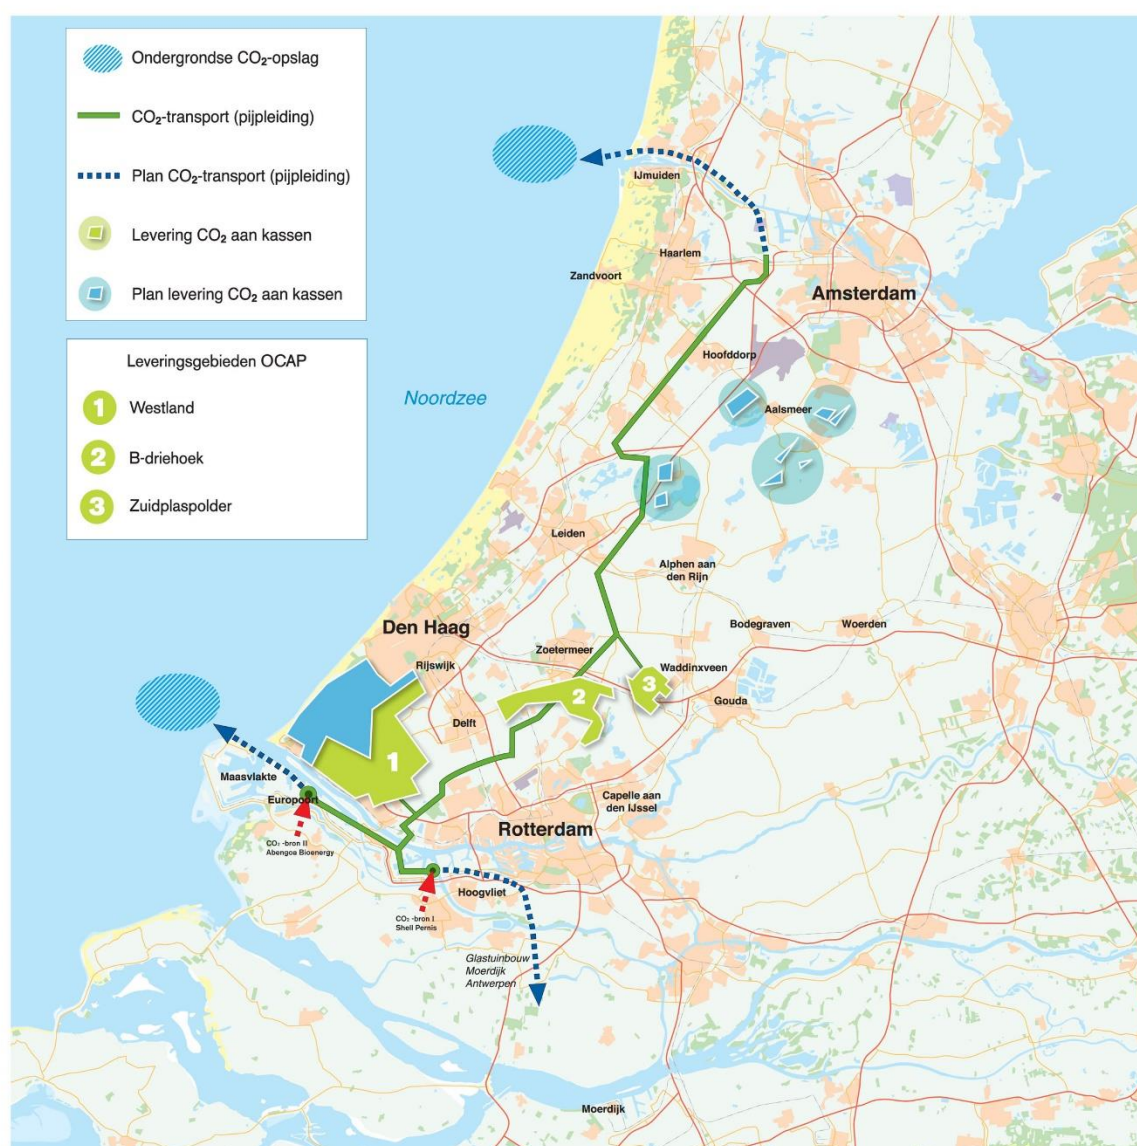 Ondergrondse CO₂-opslag
CO₂-transport (pijpleiding)
Plan CO₂-transport (pijpleiding)
Levering CO₂ aan kassen
Plan levering CO₂ aan kassen
Leveringsgebieden OCAP
1 Westland
2 B-driehoek
3 Zuidplaspolder
IJmuiden
Haarlem
Zandvoort
Amsterdam
Hoofddorp
Noordzee
Aalsmeer
Leiden
Alphen aan
den Rijn
Den Haag
Bodegraven
Woerden
Zoetermeer
Rijswijk
Waddinxveen
3
2
Gouda
Delft
1
Maasvlakte
Europoort
Capelle aan
den IJssel
Rotterdam
CO₂ -bron II
Abengoa Bioenergy
Hoogvliet
CO₂ -bron I
Shell Pernis
Glastuinbouw
Moerdijk
Antwerpen
Moerdijk